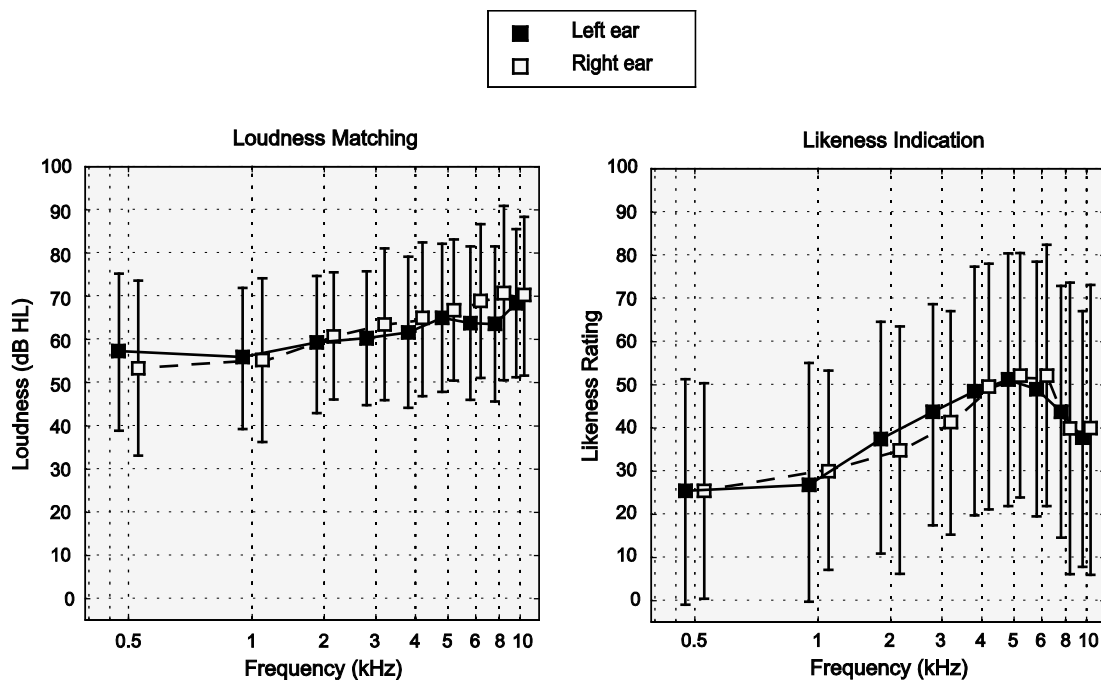 Left ear
Right ear
Loudness Matching
100
90
80
70
60
50
40
30
20
10
0
Loudness (dB HL)
0.5 1 2 3 4 5 6 8 10
Frequency (kHz)
Likeness Indication
100
90
80
70
60
50
40
30
20
10
0
Likeness Rating
0.5 1 2 3 4 5 6 8 10
Frequency (kHz)